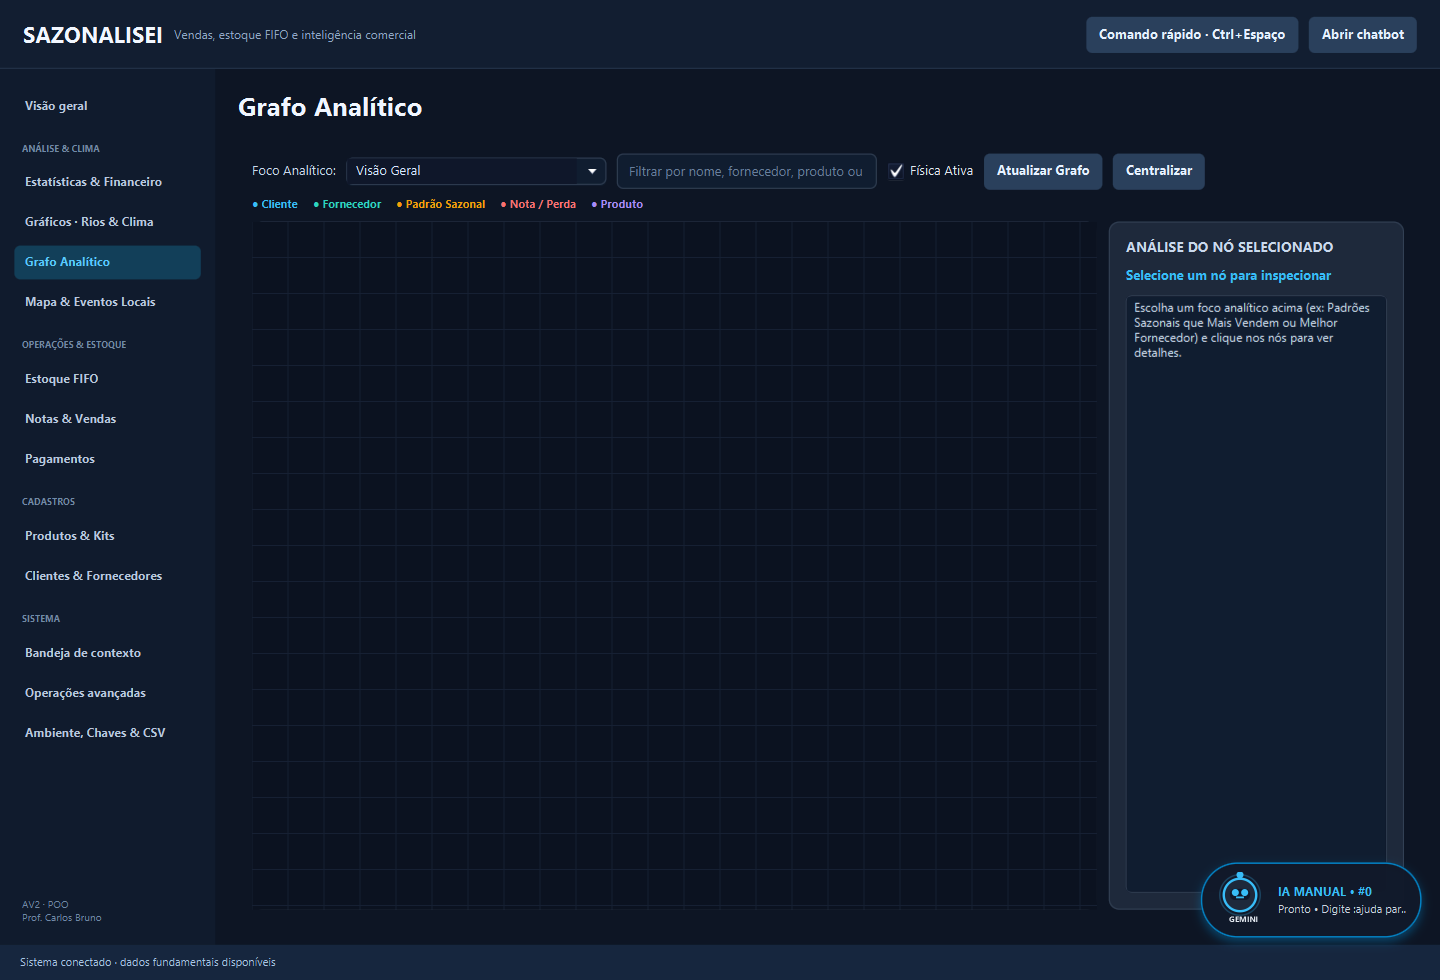 SAZONALISEI
Vendas, estoque FIFO e inteligência comercial
Comando rápido · Ctrl+Espaço
Abrir chatbot
Visão geral
ANÁLISE & CLIMA
Estatísticas & Financeiro
Gráficos · Rios & Clima
Grafo Analítico
Mapa & Eventos Locais
OPERAÇÕES & ESTOQUE
Estoque FIFO
Notas & Vendas
Pagamentos
CADASTROS
Produtos & Kits
Clientes & Fornecedores
SISTEMA
Bandeja de contexto
Operações avançadas
Ambiente, Chaves & CSV
AV2 · POO
Prof. Carlos Bruno
Grafo Analítico
Foco Analítico:
Visão Geral
Filtrar por nome, fornecedor, produto ou
Física Ativa
Atualizar Grafo
Centralizar
• Cliente • Fornecedor • Padrão Sazonal • Nota / Perda • Produto
ANÁLISE DO NÓ SELECIONADO
Selecione um nó para inspecionar
Escolha um foco analítico acima (ex: Padrões
Sazonais que Mais Vendem ou Melhor
Fornecedor) e clique nos nós para ver
detalhes.
GEMINI
IA MANUAL • #0
Pronto • Digite :ajuda par..
Sistema conectado · dados fundamentais disponíveis